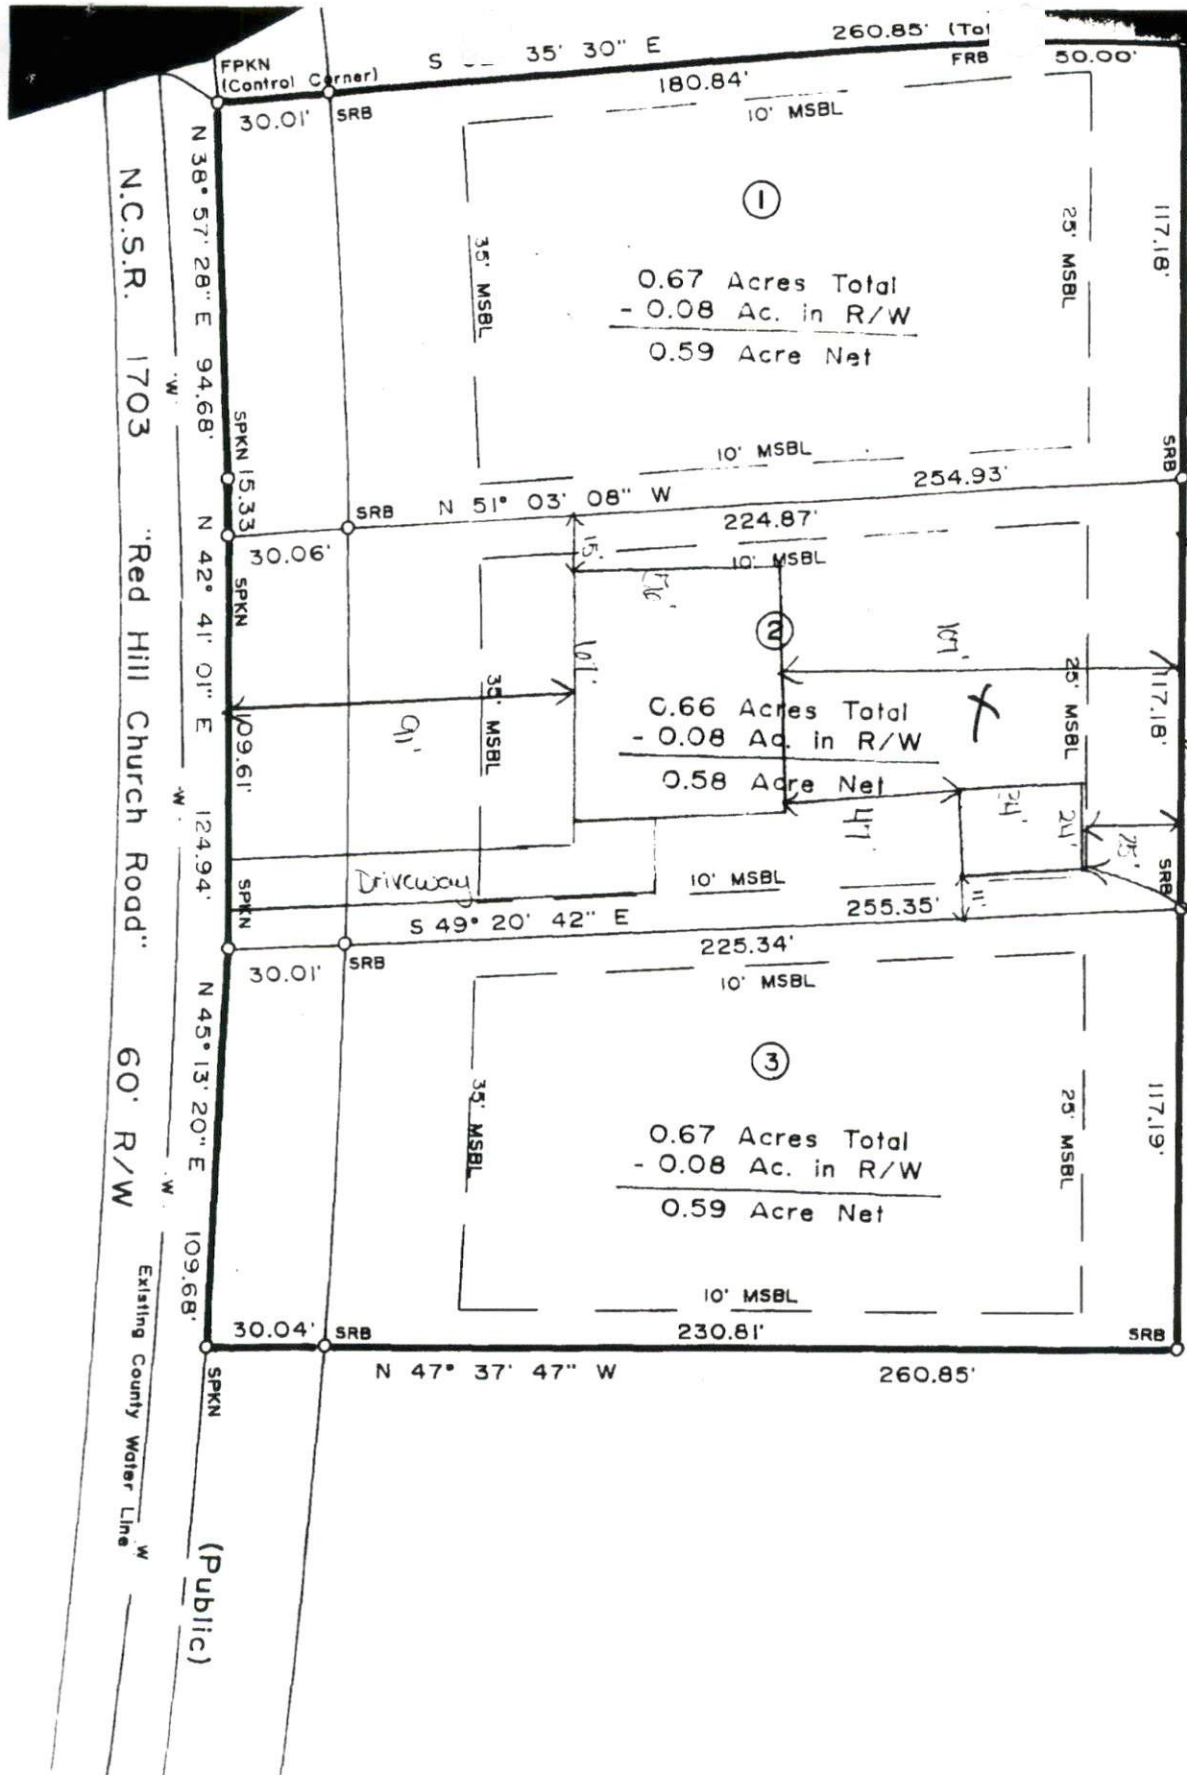 FPKN
(Control Corner)
S 35' 30" E
260.85'
FRB
50.00'
180.84'
30.01'
SRB
10' MSBL
1
35' MSBL
25' MSBL
117.18'
0.67 Acres Total
- 0.08 Ac. in R/W
0.59 Acre Net
10' MSBL
SRB
N 38° 57' 28" E 94.68'
SPKN
15.33
254.93'
SRB
N 51° 03' 08" W
224.87'
30.06'
15'
10' MSBL
SPKN
2
67'
107'
35' MSBL
25' MSBL
117.18'
0.66 Acres Total
- 0.08 Ac. in R/W
0.58 Acre Net
X
91'
47'
24'
24'
25'
11'
N 42° 41' 01" E 124.94'
109.61'
Driveway
10' MSBL
SRB
SPKN
S 49° 20' 42" E
255.35'
225.34'
30.01'
SRB
10' MSBL
3
35' MSBL
25' MSBL
117.19'
0.67 Acres Total
- 0.08 Ac. in R/W
0.59 Acre Net
10' MSBL
N 45° 13' 20" E 109.68'
30.04'
SRB
230.81'
SRB
N 47° 37' 47" W
260.85'
SPKN
N.C.S.R. 1703 "Red Hill Church Road" 60' R/W
(Public)
W
W
W
W
Existing County Water Line